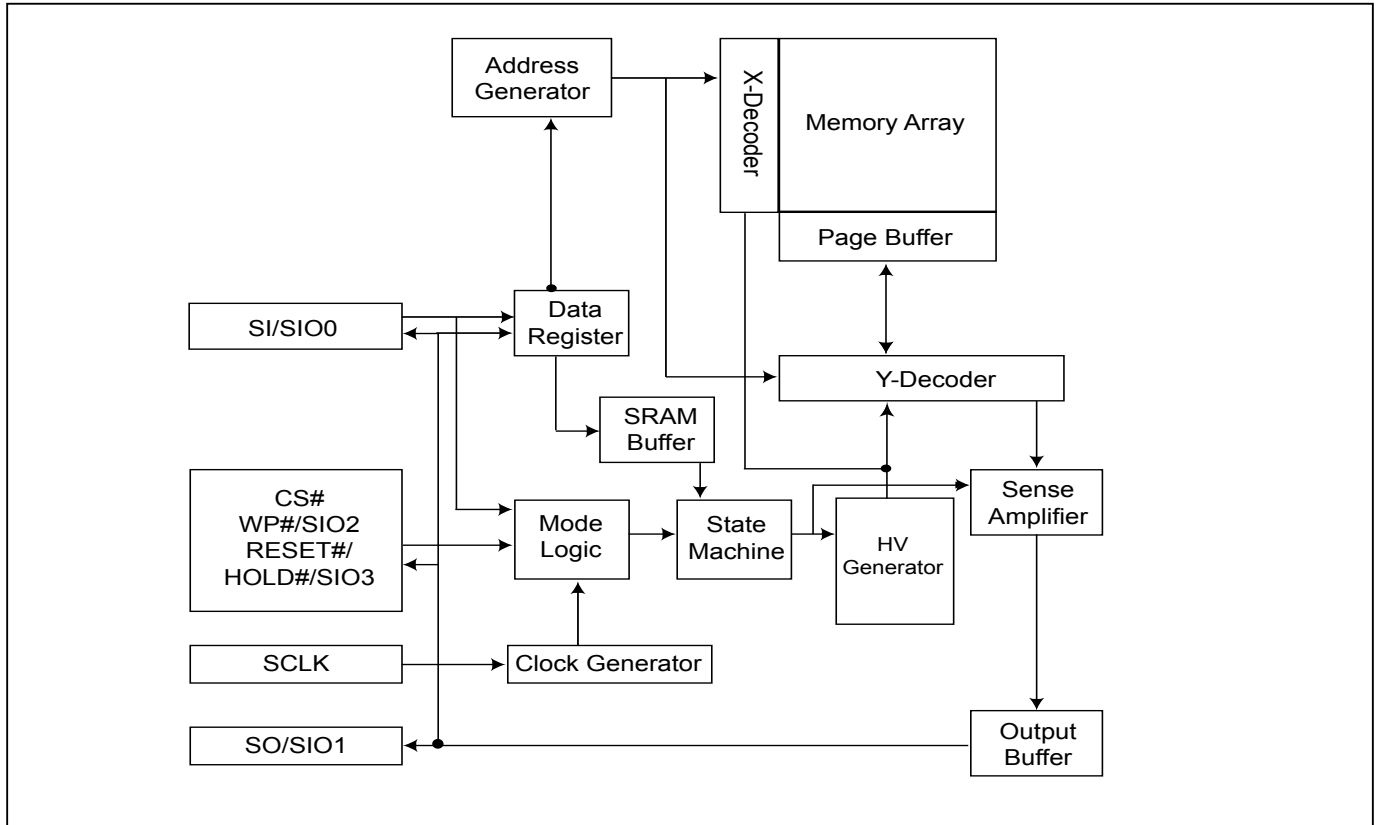 Address
Generator
X-Decoder
Memory Array
Page Buffer
SI/SIO0
Data
Register
Y-Decoder
SRAM
Buffer
CS#
WP#/SIO2
RESET#/
HOLD#/SIO3
Mode
Logic
State
Machine
HV
Generator
Sense
Amplifier
SCLK
Clock Generator
SO/SIO1
Output
Buffer